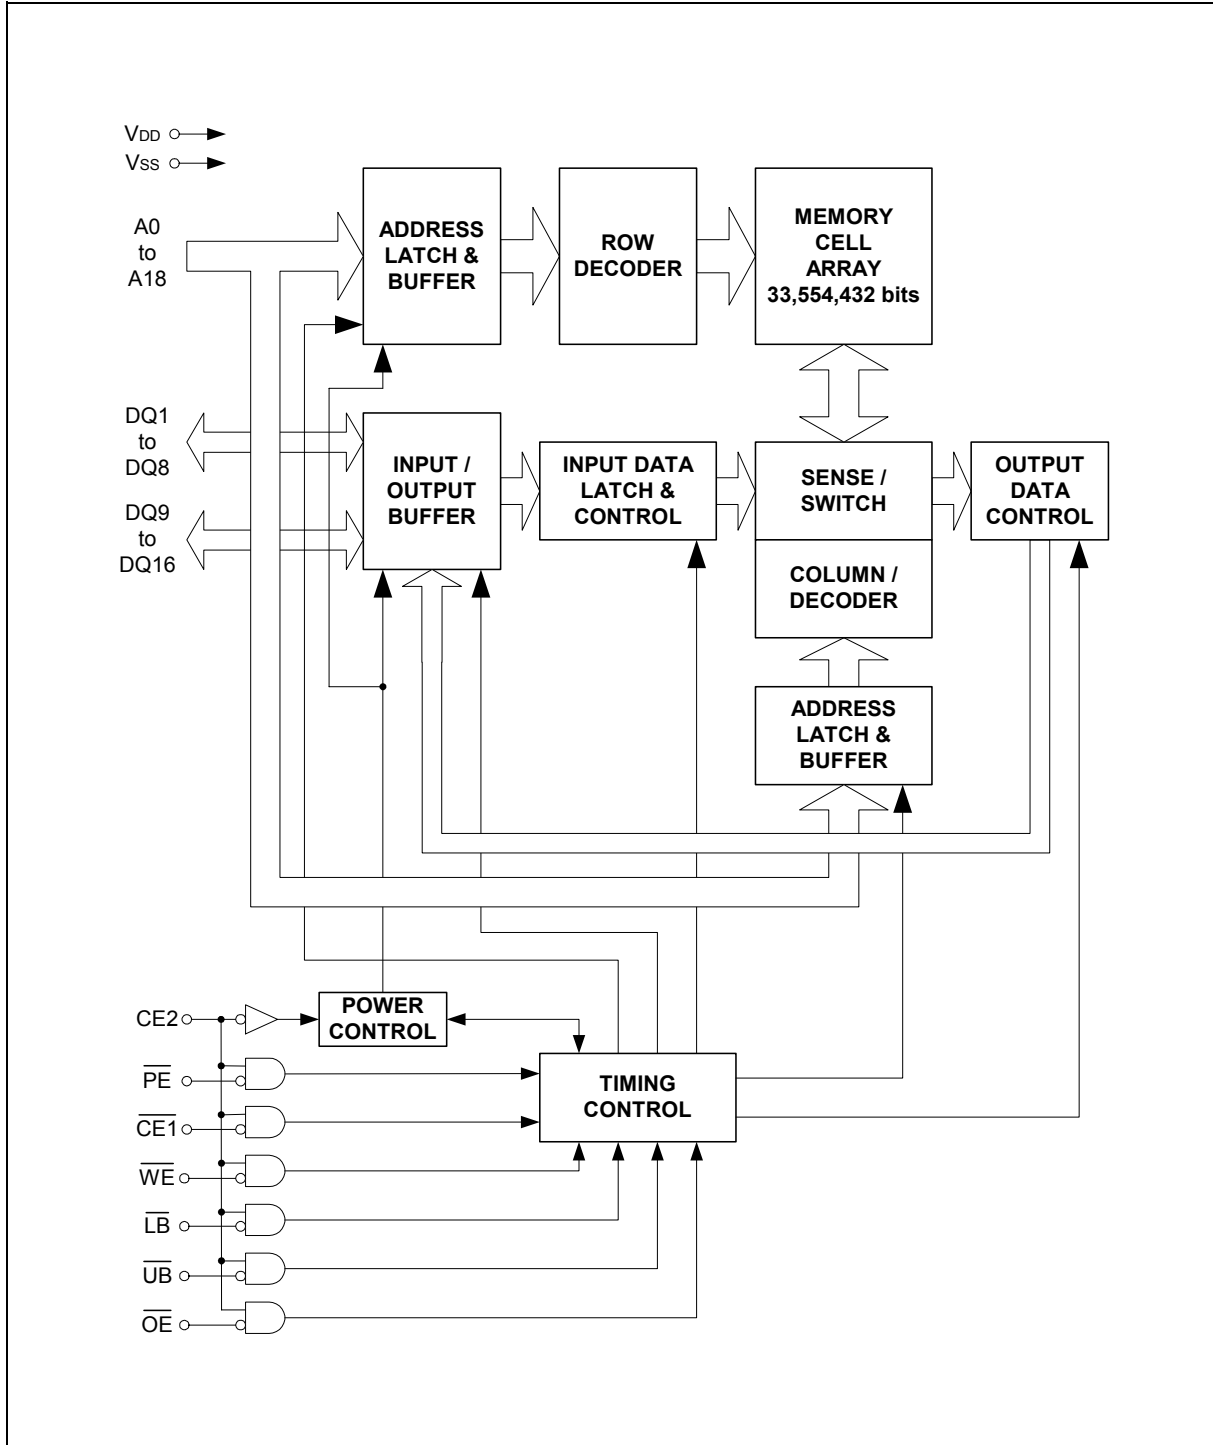 VDD
VSS
A0
to
A18
ADDRESS
LATCH &
BUFFER
ROW
DECODER
MEMORY
CELL
ARRAY
33,554,432 bits
DQ1
to
DQ8
DQ9
to
DQ16
INPUT /
OUTPUT
BUFFER
INPUT DATA
LATCH &
CONTROL
SENSE /
SWITCH
OUTPUT
DATA
CONTROL
COLUMN /
DECODER
ADDRESS
LATCH &
BUFFER
CE2
POWER
CONTROL
PE
CE1
WE
LB
UB
OE
TIMING
CONTROL